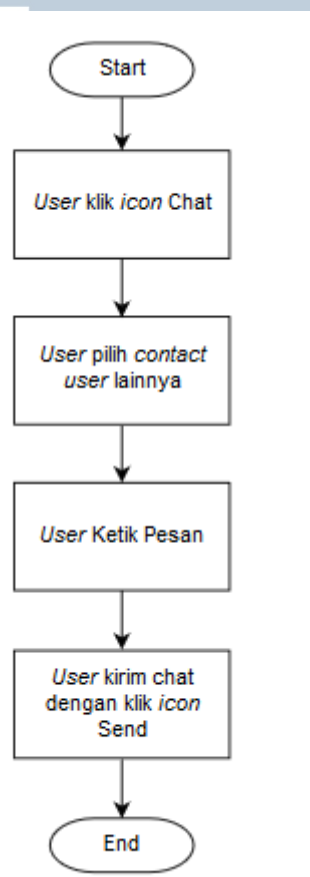 Start
User klik icon Chat
User pilih contact
user lainnya
User Ketik Pesan
User kirim chat
dengan klik icon
Send
End